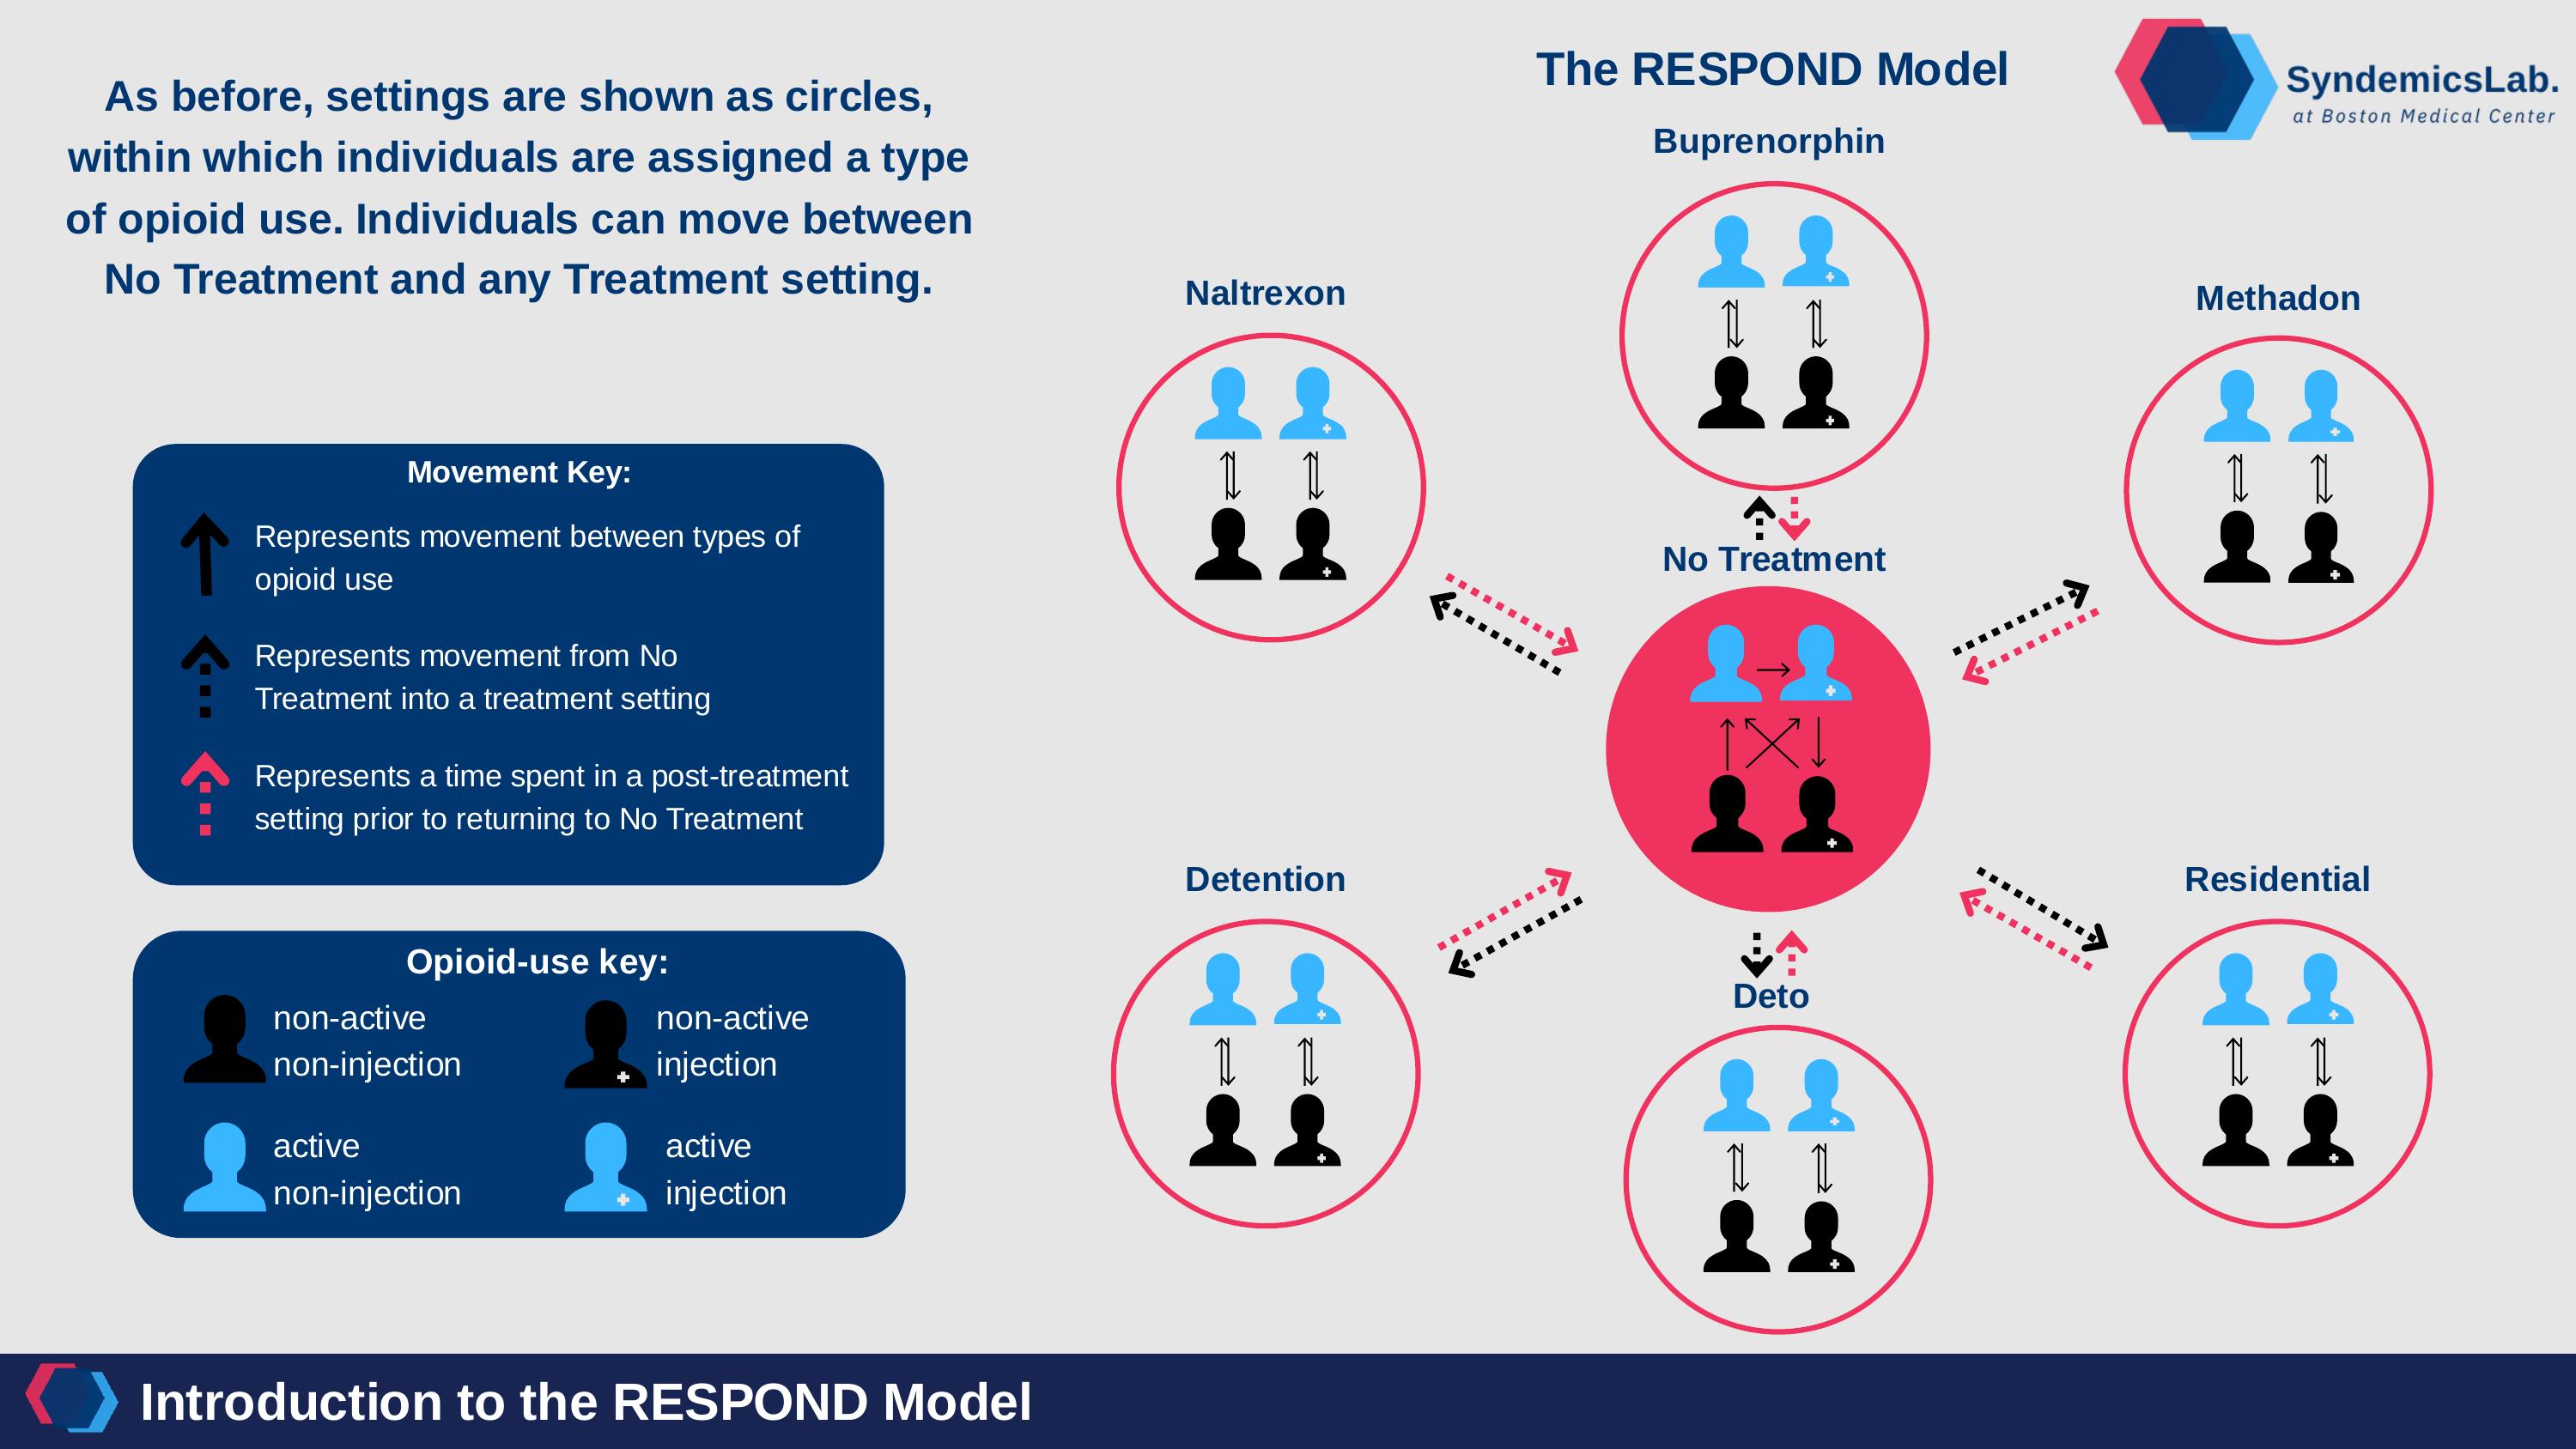 The RESPOND Model
SyndemicsLab.
at Boston Medical Center
As before, settings are shown as circles,
within which individuals are assigned a type
of opioid use. Individuals can move between
No Treatment and any Treatment setting.
Buprenorphin
Naltrexon
Methadon
No Treatment
Detention
Residential
Deto
Movement Key:
Represents movement between types of
opioid use
Represents movement from No
Treatment into a treatment setting
Represents a time spent in a post-treatment
setting prior to returning to No Treatment
Opioid-use key:
non-active
non-injection
non-active
injection
active
non-injection
active
injection
Introduction to the RESPOND Model